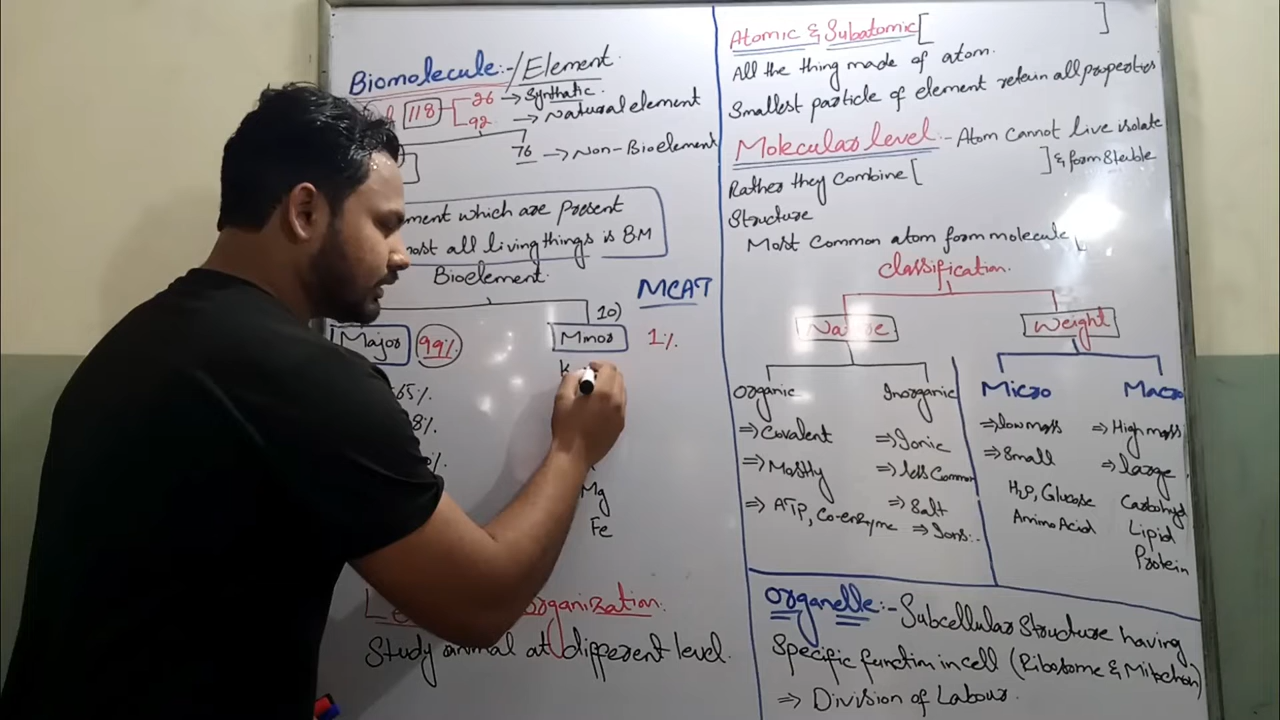 Biomolecule:-/Element
118 26 → Synthatic.
92 → Natural element
76 → Non-Bioelement
which are present
all living things is BM
Bioelement
MCAT
10)
Major 99% Minor 1%
65% K
8%
%
Mg
Fe
organization.
Study animal at different level.
Atomic & Subatomic [ ]
All the thing made of atom.
Smallest particle of element retain all properties
Molecular level:- Atom cannot live isolate
Rather they Combine [ ] & form Stable
Structure
Most Common atom form molecule
classification.
Nature Weight
organic Inorganic Micro Macro
⇒ Covalent ⇒ Ionic ⇒ low mass ⇒ High mass
⇒ Mostly ⇒ less Common ⇒ Small ⇒ large
⇒ ATP, Co-enzyme ⇒ Salt H2O, Glucose Carbohyd
⇒ Ions:- Amino Acid Lipid
Protein
Organelle:- Subcellular Structure having
Specific function in cell (Ribosome & Mitochon)
⇒ Division of Labour.